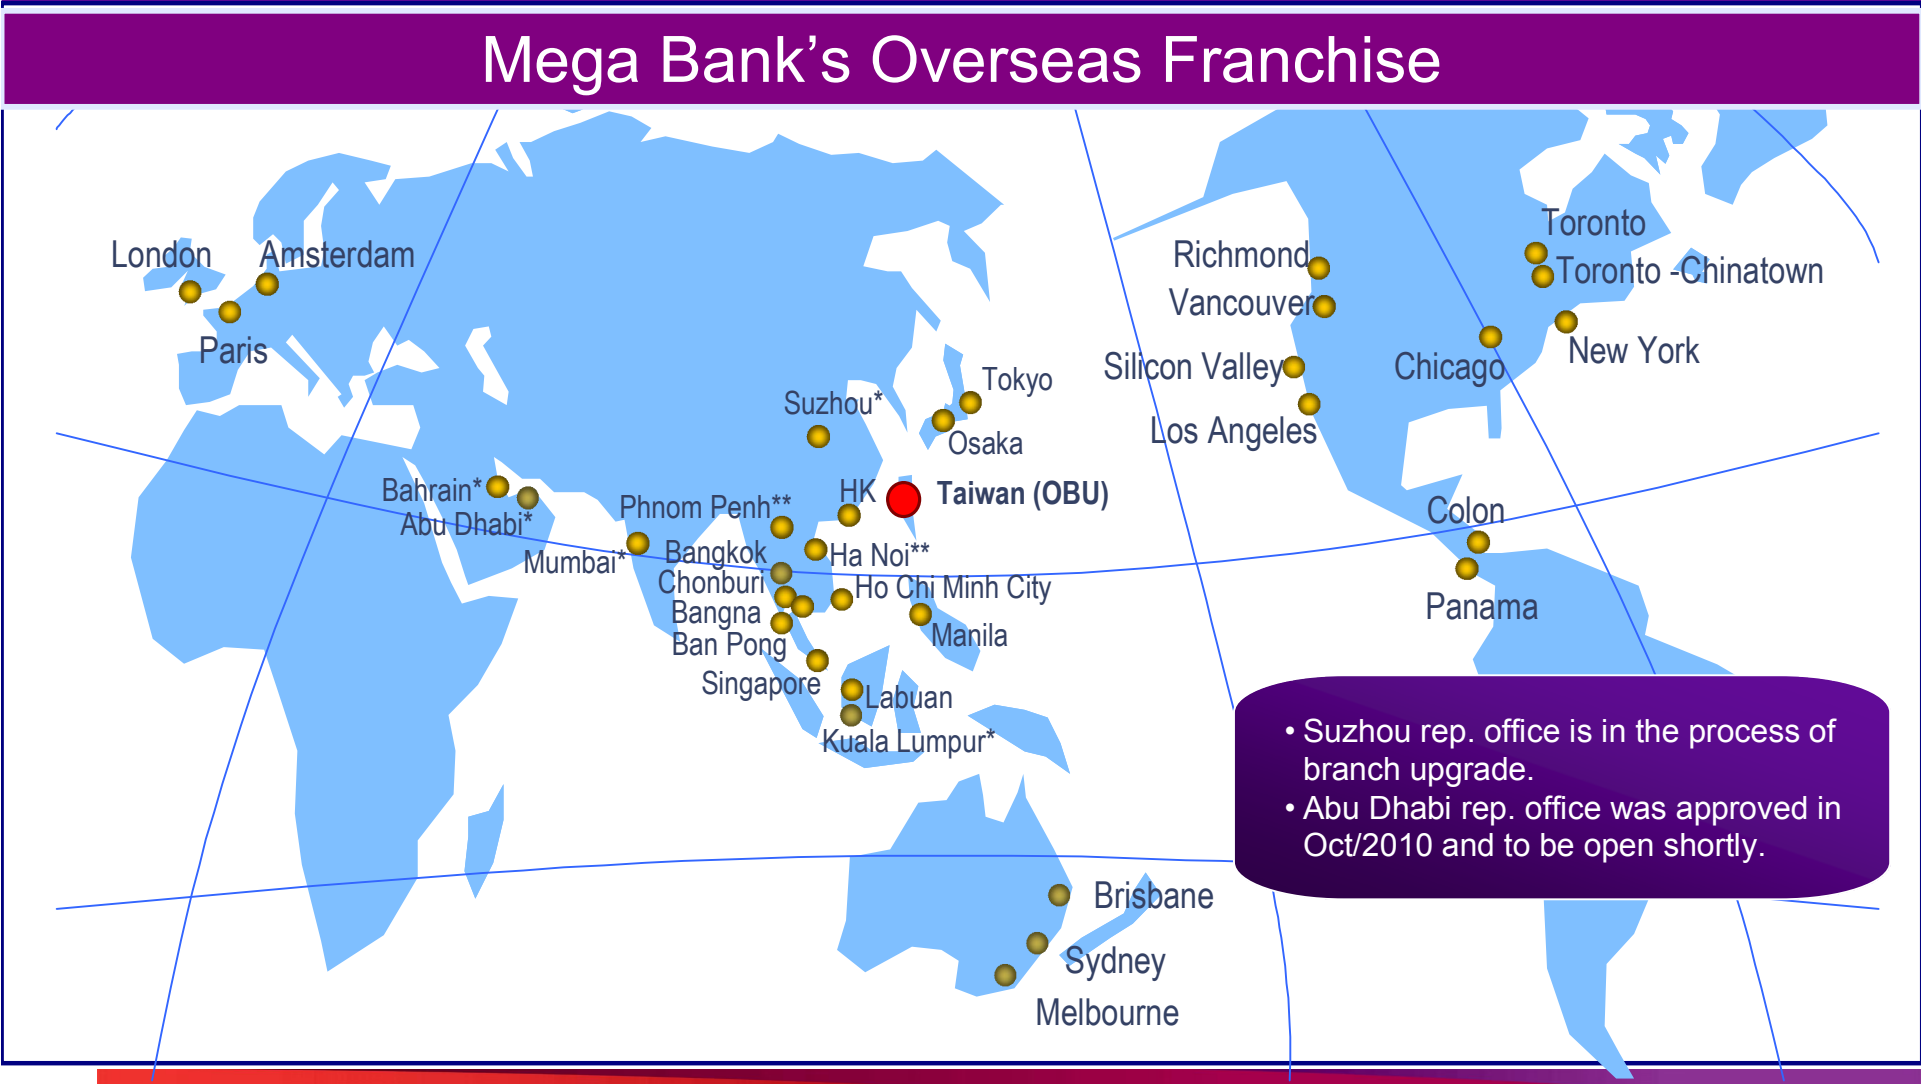 Mega Bank’s Overseas Franchise
London
Amsterdam
Paris
Toronto
Richmond
Toronto -Chinatown
Vancouver
New York
Silicon Valley
Chicago
Los Angeles
Tokyo
Suzhou*
Osaka
Bahrain*
HK
Taiwan (OBU)
Phnom Penh**
Abu Dhabi*
Colon
Mumbai*
Bangkok
Ha Noi**
Chonburi
Ho Chi Minh City
Bangna
Panama
Ban Pong
Manila
Singapore
Labuan
Kuala Lumpur*
• Suzhou rep. office is in the process of
branch upgrade.
• Abu Dhabi rep. office was approved in
Oct/2010 and to be open shortly.
Brisbane
Sydney
Melbourne